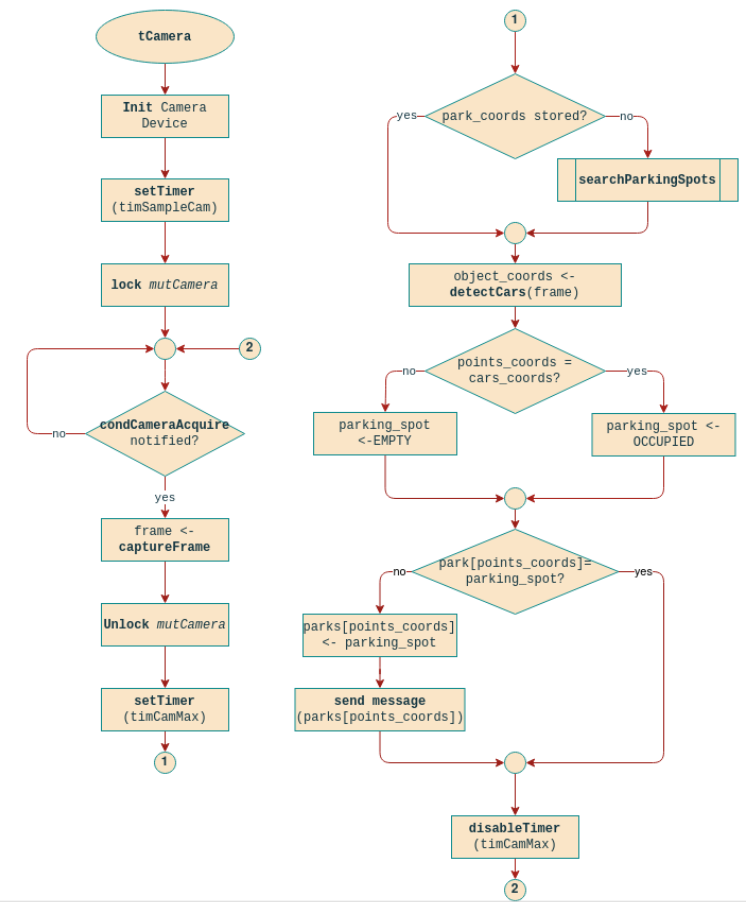 tCamera
Init Camera
Device
setTimer
(timSampleCam)
lock mutCamera
2
condCameraAcquire
notified?
no
yes
frame <-
captureFrame
Unlock mutCamera
setTimer
(timCamMax)
1
1
park_coords stored?
yes
no
searchParkingSpots
object_coords <-
detectCars(frame)
points_coords =
cars_coords?
no
yes
parking_spot
<-EMPTY
parking_spot <-
OCCUPIED
park[points_coords]=
parking_spot?
no
yes
parks[points_coords]
<- parking_spot
send message
(parks[points_coords])
disableTimer
(timCamMax)
2